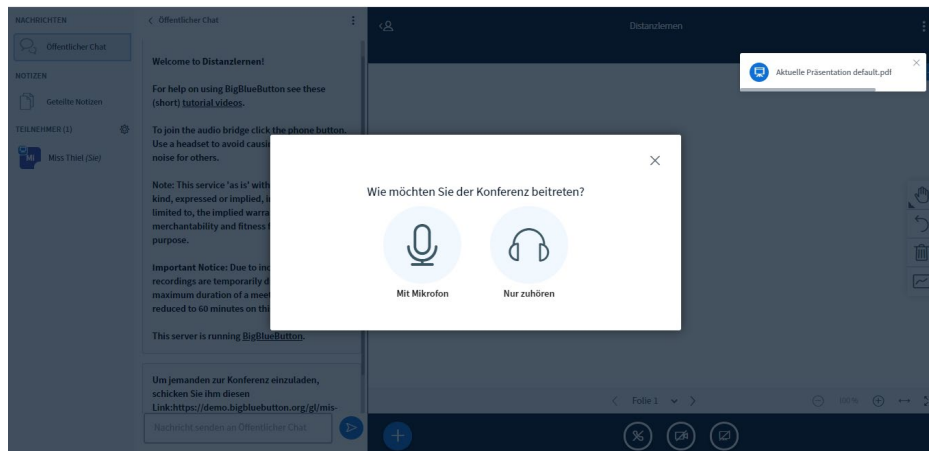 NACHRICHTEN
Öffentlicher Chat
NOTIZEN
Geteilte Notizen
TEILNEHMER (1)
Mi
Miss Thiel (Sie)
Öffentlicher Chat
Welcome to Distanzlernen!
For help on using BigBlueButton see these
(short) tutorial videos.
To join the audio bridge click the phone button.
Use a headset to avoid causi
noise for others.
Note: This service 'as is' with
kind, expressed or implied, i
limited to, the implied warra
merchantability and fitness f
purpose.
Important Notice: Due to inc
recordings are temporarily d
maximum duration of a meet
reduced to 60 minutes on thi
This server is running BigBlueButton.
Um jemanden zur Konferenz einzuladen,
schicken Sie ihm diesen
Link:https://demo.bigbluebutton.org/gl/mis-
Nachricht senden an Öffentlicher Chat
Distanzlernen
Aktuelle Präsentation default.pdf
Wie möchten Sie der Konferenz beitreten?
Mit Mikrofon
Nur zuhören
Folie 1
100%